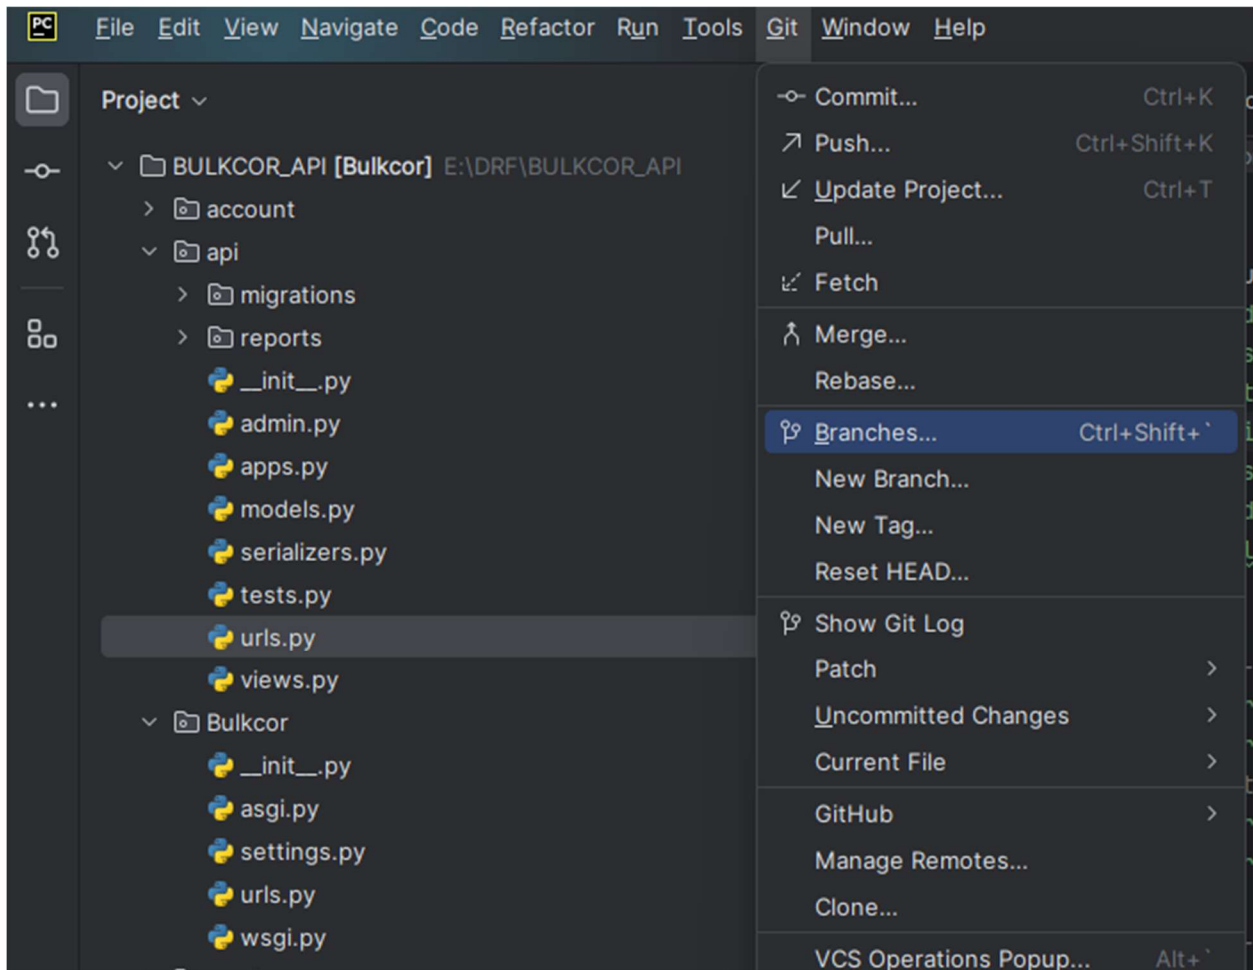 PC File Edit View Navigate Code Refactor Run Tools Git Window Help
Project
BULKCOR_API [Bulkcor] E:\DRF\BULKCOR_API
account
api
migrations
reports
__init__.py
admin.py
apps.py
models.py
serializers.py
tests.py
urls.py
views.py
Bulkcor
__init__.py
asgi.py
settings.py
urls.py
wsgi.py
Commit... Ctrl+K
Push... Ctrl+Shift+K
Update Project... Ctrl+T
Pull...
Fetch
Merge...
Rebase...
Branches... Ctrl+Shift+`
New Branch...
New Tag...
Reset HEAD...
Show Git Log
Patch
Uncommitted Changes
Current File
GitHub
Manage Remotes...
Clone...
VCS Operations Popup... Alt+`